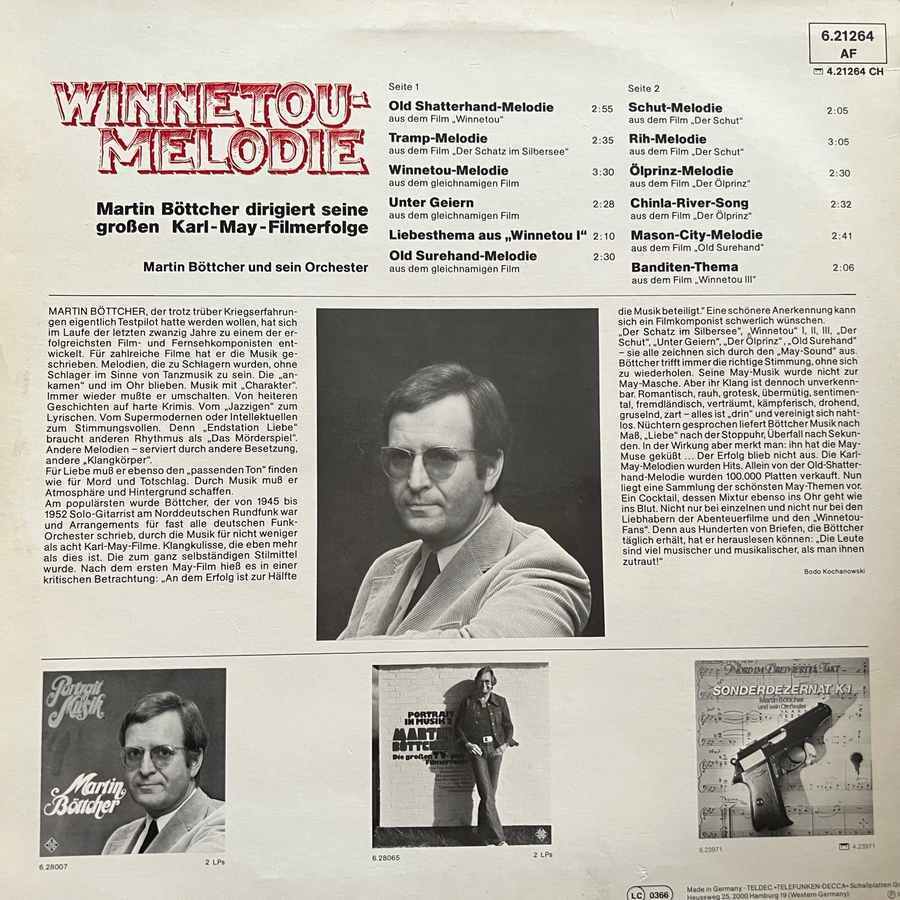 6.21264
AF
4.21264 CH
WINNETOU-
MELODIE
Martin Böttcher dirigiert seine
großen Karl-May-Filmerfolge
Martin Böttcher und sein Orchester
Seite 1
Old Shatterhand-Melodie 2:55
aus dem Film „Winnetou“
Tramp-Melodie 2:35
aus dem Film „Der Schatz im Silbersee“
Winnetou-Melodie 3:30
aus dem gleichnamigen Film
Unter Geiern 2:28
aus dem gleichnamigen Film
Liebesthema aus „Winnetou I“ 2:10
Old Surehand-Melodie 2:30
aus dem gleichnamigen Film
Seite 2
Schut-Melodie 2:05
aus dem Film „Der Schut“
Rih-Melodie 3:05
aus dem Film „Der Schut“
Ölprinz-Melodie 2:30
aus dem Film „Der Ölprinz“
Chinla-River-Song 2:32
aus dem Film „Der Ölprinz“
Mason-City-Melodie 2:41
aus dem Film „Old Surehand“
Banditen-Thema 2:06
aus dem Film „Winnetou III“
MARTIN BÖTTCHER, der trotz trüber Kriegserfahrun-
gen eigentlich Testpilot hatte werden wollen, hat sich
im Laufe der letzten zwanzig Jahre zu einem der er-
folgreichsten Film- und Fernsehkomponisten ent-
wickelt. Für zahlreiche Filme hat er die Musik ge-
schrieben. Melodien, die zu Schlagern wurden, ohne
Schlager im Sinne von Tanzmusik zu sein. Die „an-
kamen“ und im Ohr blieben. Musik mit „Charakter“.
Immer wieder mußte er umschalten. Von heiteren
Geschichten auf harte Krimis. Vom „Jazzigen“ zum
Lyrischen. Vom Supermodernen oder Intellektuellen
zum Stimmungsvollen. Denn „Endstation Liebe“
braucht anderen Rhythmus als „Das Mörderspiel“.
Andere Melodien – serviert durch andere Besetzung,
andere „Klangkörper“.
Für Liebe muß er ebenso den „passenden Ton“ finden
wie für Mord und Totschlag. Durch Musik muß er
Atmosphäre und Hintergrund schaffen.
Am populärsten wurde Böttcher, der von 1945 bis
1952 Solo-Gitarrist am Norddeutschen Rundfunk war
und Arrangements für fast alle deutschen Funk-
Orchester schrieb, durch die Musik für nicht weniger
als acht Karl-May-Filme. Klangkulisse, die eben mehr
als dies ist. Die zum ganz selbständigen Stilmittel
wurde. Nach dem ersten May-Film hieß es in einer
kritischen Betrachtung: „An dem Erfolg ist zur Hälfte
die Musik beteiligt.“ Eine schönere Anerkennung kann
sich ein Filmkomponist schwerlich wünschen.
„Der Schatz im Silbersee“, „Winnetou“ I, II, III, „Der
Schut“, „Unter Geiern“, „Der Ölprinz“, „Old Surehand“
– sie alle zeichnen sich durch den „May-Sound“ aus.
Böttcher trifft immer die richtige Stimmung, ohne sich
zu wiederholen. Seine May-Musik wurde nicht zur
May-Masche. Aber ihr Klang ist dennoch unverkenn-
bar. Romantisch, rauh, grotesk, übermütig, sentimen-
tal, fremdländisch, verträumt, kämpferisch, drohend,
gruselnd, zart – alles ist „drin“ und vereinigt sich naht-
los. Nüchtern gesprochen liefert Böttcher Musik nach
Maß, „Liebe“ nach der Stoppuhr, Überfall nach Sekun-
den. In der Wirkung aber merkt man: ihn hat die May-
Muse geküßt ... Der Erfolg blieb nicht aus. Die Karl-
May-Melodien wurden Hits. Allein von der Old-Shatter-
hand-Melodie wurden 100.000 Platten verkauft. Nun
liegt eine Sammlung der schönsten May-Themen vor.
Ein Cocktail, dessen Mixtur ebenso ins Ohr geht wie
ins Blut. Nicht nur bei einzelnen und nicht nur bei den
Liebhabern der Abenteuerfilme und den „Winnetou-
Fans“. Denn aus Hunderten von Briefen, die Böttcher
täglich erhält, hat er herauslesen können: „Die Leute
sind viel musischer und musikalischer, als man ihnen
zutraut!“
Bodo Kochanowski
Portrait
in Musik
Martin
Böttcher
6.28007 2 LPs
PORTRAIT
IN MUSIK 2
MARTIN
BÖTTCHER
Die großen TV- und
Filmerfolge
6.28065 2 LPs
MORD IM DREIVIERTEL-TAKT
SONDERDEZERNAT K1
Martin Böttcher
und sein Orchester
6.23971 4.23971
LC 0366
Made in Germany • TELDEC • »TELEFUNKEN-DECCA« Schallplatten
Heussweg 25, 2000 Hamburg 19 (Western Germany)